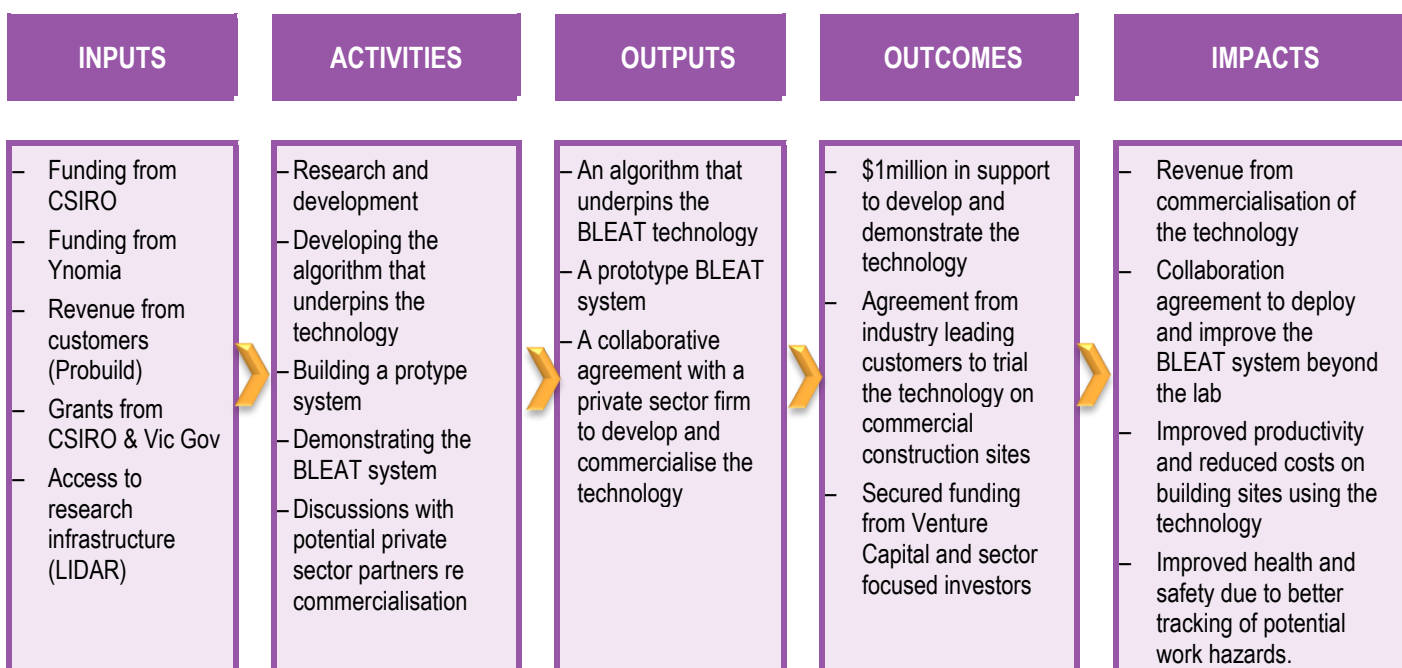 INPUTS
ACTIVITIES
OUTPUTS
OUTCOMES
IMPACTS
– Funding from
CSIRO
– Funding from
Ynomia
– Revenue from
customers
(Probuild)
– Grants from
CSIRO & Vic Gov
– Access to
research
infrastructure
(LIDAR)
– Research and
development
– Developing the
algorithm that
underpins the
technology
– Building a protype
system
– Demonstrating the
BLEAT system
– Discussions with
potential private
sector partners re
commercialisation
– An algorithm that
underpins the
BLEAT technology
– A prototype BLEAT
system
– A collaborative
agreement with a
private sector firm
to develop and
commercialise the
technology
– $1million in support
to develop and
demonstrate the
technology
– Agreement from
industry leading
customers to trial
the technology on
commercial
construction sites
– Secured funding
from Venture
Capital and sector
focused investors
– Revenue from
commercialisation of
the technology
– Collaboration
agreement to deploy
and improve the
BLEAT system beyond
the lab
– Improved productivity
and reduced costs on
building sites using the
technology
– Improved health and
safety due to better
tracking of potential
work hazards.